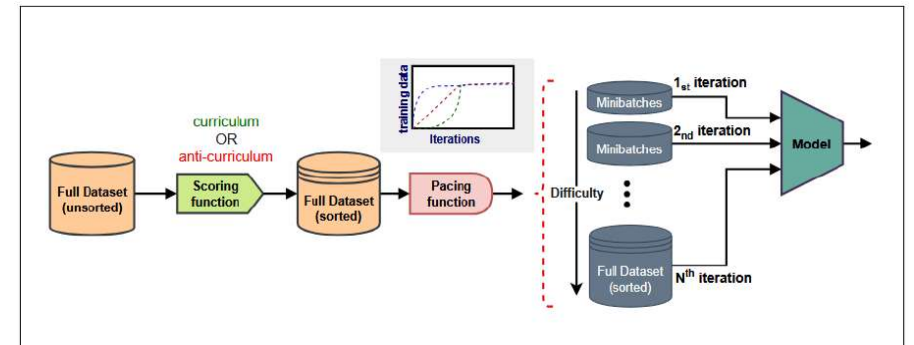 Full Dataset
(unsorted)
curriculum
OR
anti-curriculum
Scoring
function
Full Dataset
(sorted)
training data
Iterations
Pacing
function
Difficulty
Minibatches
1st iteration
Minibatches
2nd iteration
Full Dataset
(sorted)
Nth iteration
Model